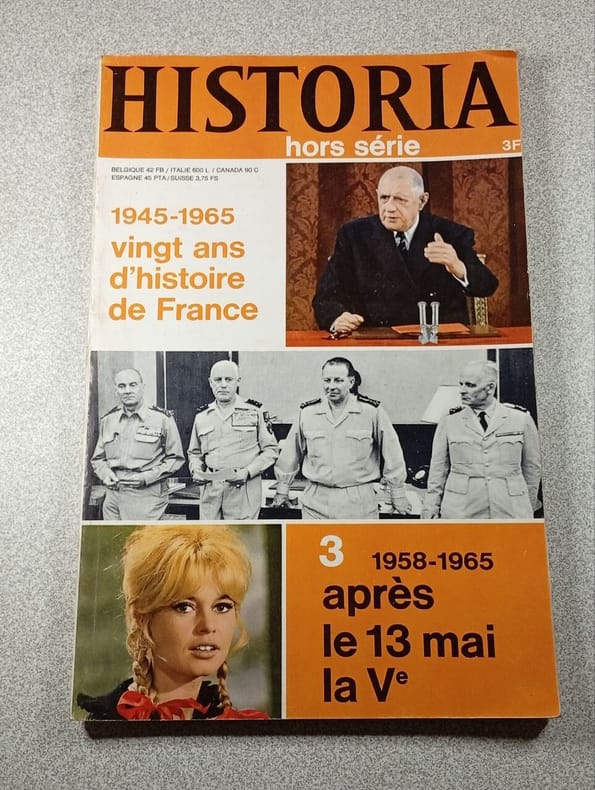 HISTORIA
hors série
3F
BELGIQUE 42 FB / ITALIE 600 L / CANADA 90 C
ESPAGNE 45 PTA / SUISSE 3,75 FS
1945-1965
vingt ans
d'histoire
de France
3
1958-1965
après
le 13 mai
la Ve